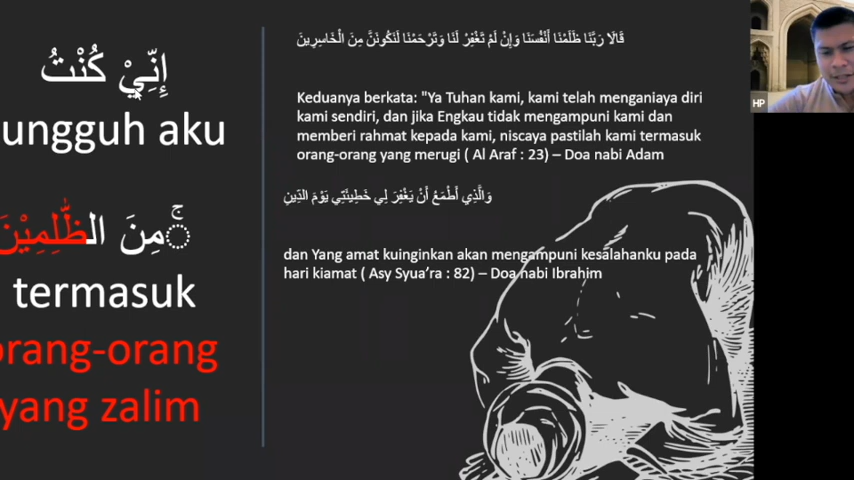 إِنِّيْ كُنْتُ
ungguh aku
مِنَ الظّٰلِمِيْنَ ۚ
termasuk
orang-orang
yang zalim
قَالَا رَبَّنَا ظَلَمْنَا أَنْفُسَنَا وَإِنْ لَمْ تَغْفِرْ لَنَا وَتَرْحَمْنَا لَنَكُونَنَّ مِنَ الْخَاسِرِينَ
Keduanya berkata: "Ya Tuhan kami, kami telah menganiaya diri
kami sendiri, dan jika Engkau tidak mengampuni kami dan
memberi rahmat kepada kami, niscaya pastilah kami termasuk
orang-orang yang merugi ( Al Araf : 23) – Doa nabi Adam
وَالَّذِي أَطْمَعُ أَنْ يَغْفِرَ لِي خَطِيئَتِي يَوْمَ الدِّينِ
dan Yang amat kuinginkan akan mengampuni kesalahanku pada
hari kiamat ( Asy Syua’ra : 82) – Doa nabi Ibrahim
HP